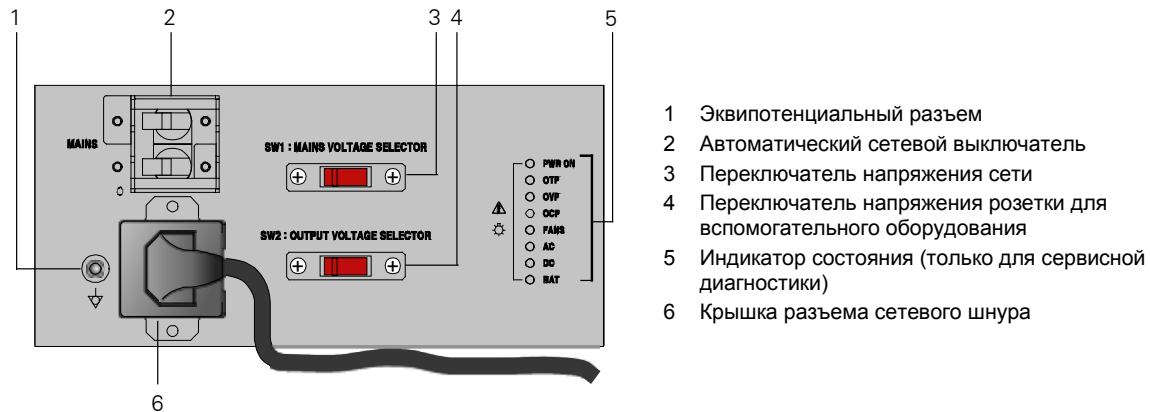 1
2
3 4
5
MAINS
SW1 : MAINS VOLTAGE SELECTOR
SW2 : OUTPUT VOLTAGE SELECTOR
PWR ON
OTP
OVP
OCP
FANS
AC
DC
BAT
6
1 Эквипотенциальный разъем
2 Автоматический сетевой выключатель
3 Переключатель напряжения сети
4 Переключатель напряжения розетки для
вспомогательного оборудования
5 Индикатор состояния (только для сервисной
диагностики)
6 Крышка разъема сетевого шнура